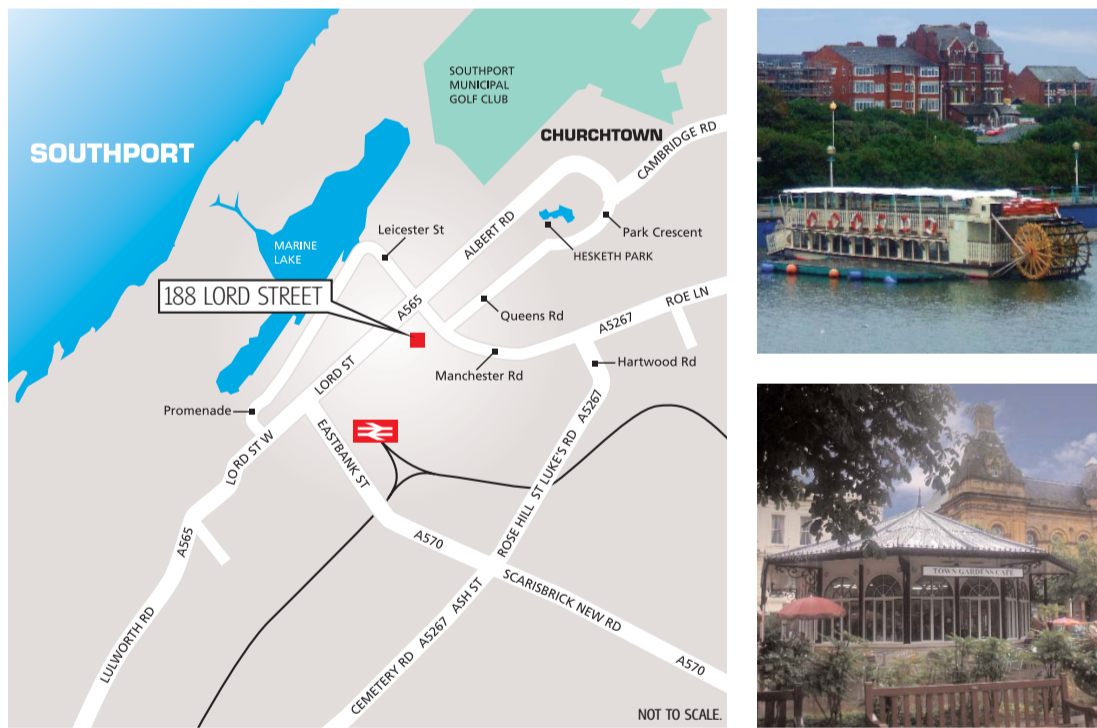 SOUTHPORT
MUNICIPAL
GOLF CLUB
SOUTHPORT
CHURCHTOWN
CAMBRIDGE RD
ALBERT RD
Leicester St
Park Crescent
MARINE
LAKE
HESKETH PARK
188 LORD STREET
A565
Queens Rd
ROE LN
A5267
LORD ST
Manchester Rd
Hartwood Rd
Promenade
LORD ST W
EASTBANK ST
ROSE HILL ST LUKE'S RD A5267
A565
A570
SCARISBRICK NEW RD
LULWORTH RD
CEMETERY RD A5267 ASH ST
A570
NOT TO SCALE.
TOWN GARDENS CAFE